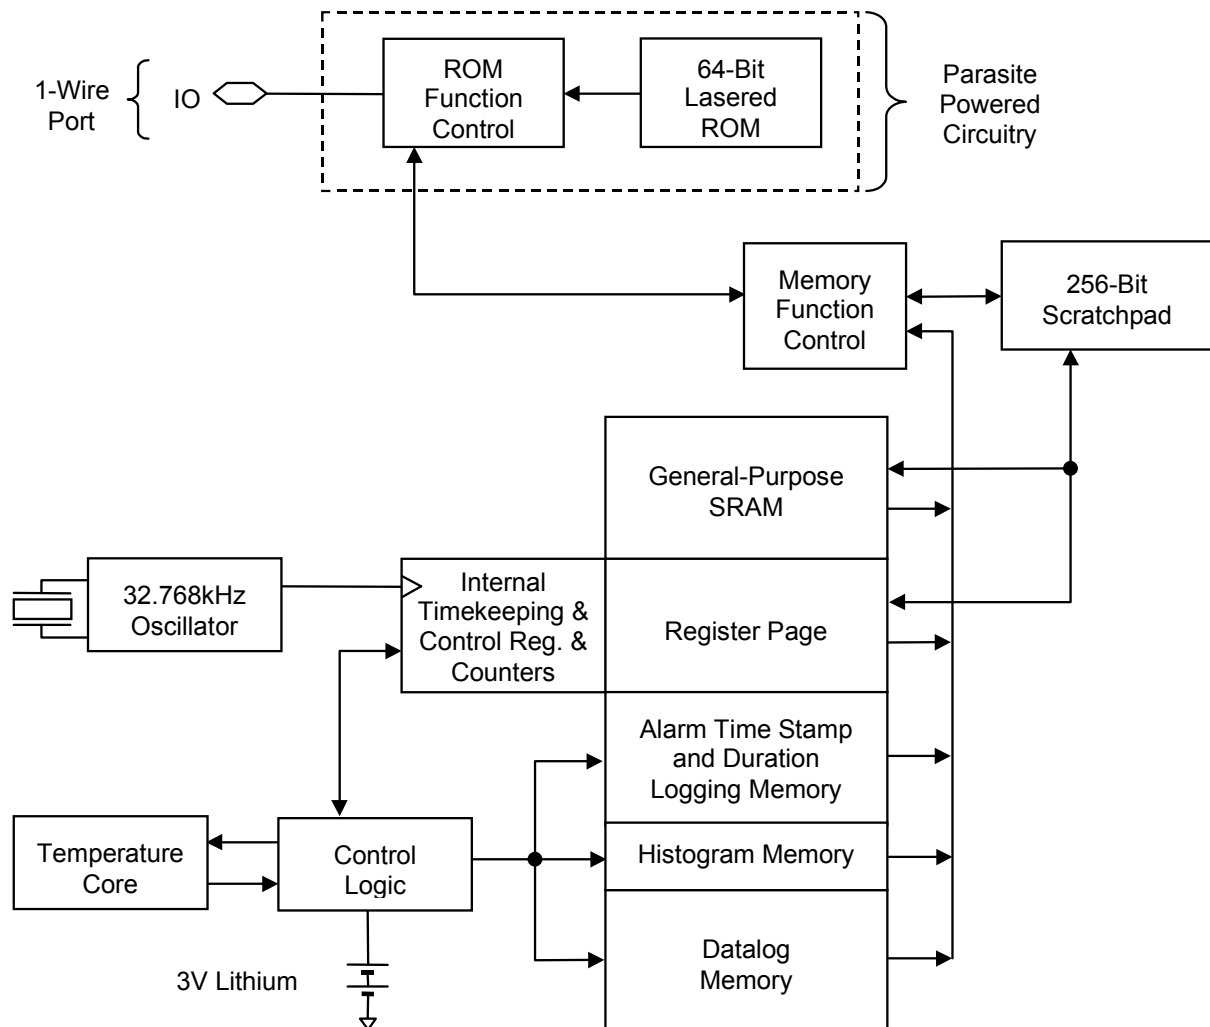 1-Wire
Port
IO
ROM
Function
Control
64-Bit
Lasered
ROM
Parasite
Powered
Circuitry
Memory
Function
Control
256-Bit
Scratchpad
General-Purpose
SRAM
32.768kHz
Oscillator
Internal
Timekeeping &
Control Reg. &
Counters
Register Page
Alarm Time Stamp
and Duration
Logging Memory
Temperature
Core
Control
Logic
Histogram Memory
Datalog
Memory
3V Lithium